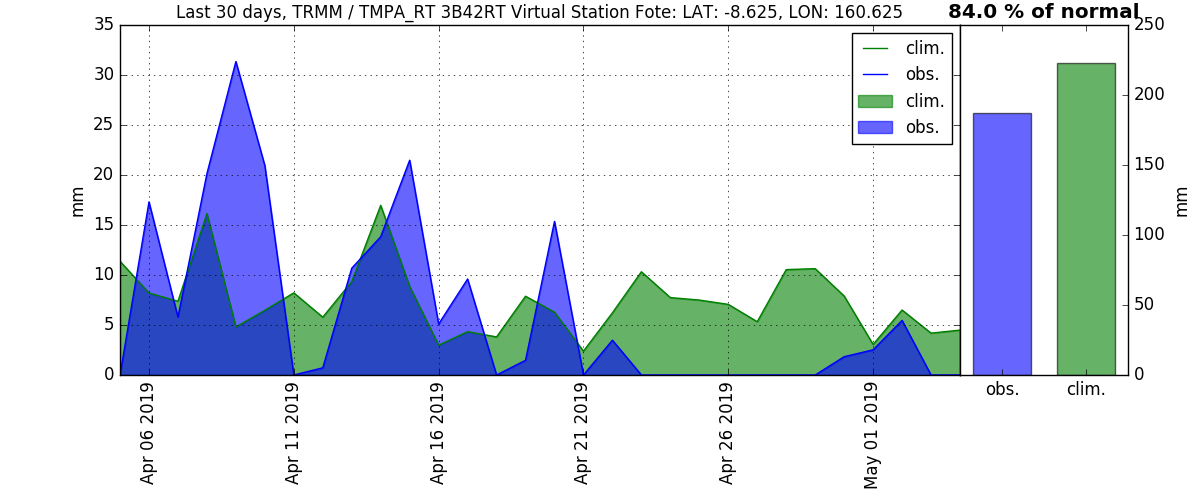 Last 30 days, TRMM / TMPA_RT 3B42RT Virtual Station Fote: LAT: -8.625, LON: 160.625
84.0 % of normal
35
30
25
20
15
10
5
0
mm
clim.
obs.
clim.
obs.
Apr 06 2019
Apr 11 2019
Apr 16 2019
Apr 21 2019
Apr 26 2019
May 01 2019
obs.
clim.
250
200
150
100
50
0
mm